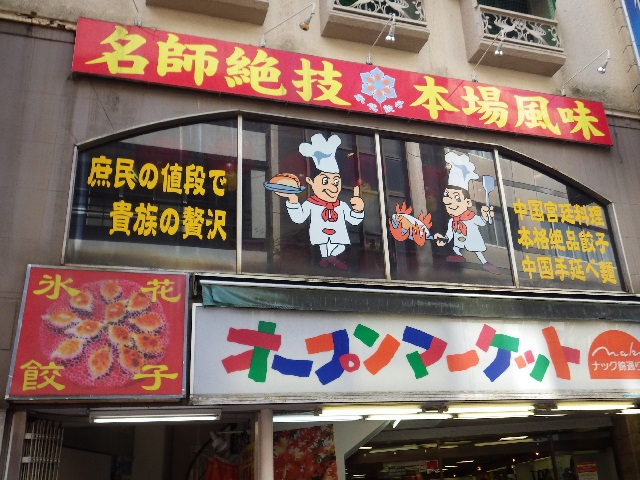 名師絶技 本場風味
庶民の値段で
貴族の贅沢
中国宮廷料理
本格絶品餃子
中国手延べ麺
氷花
餃子
オープンマーケット